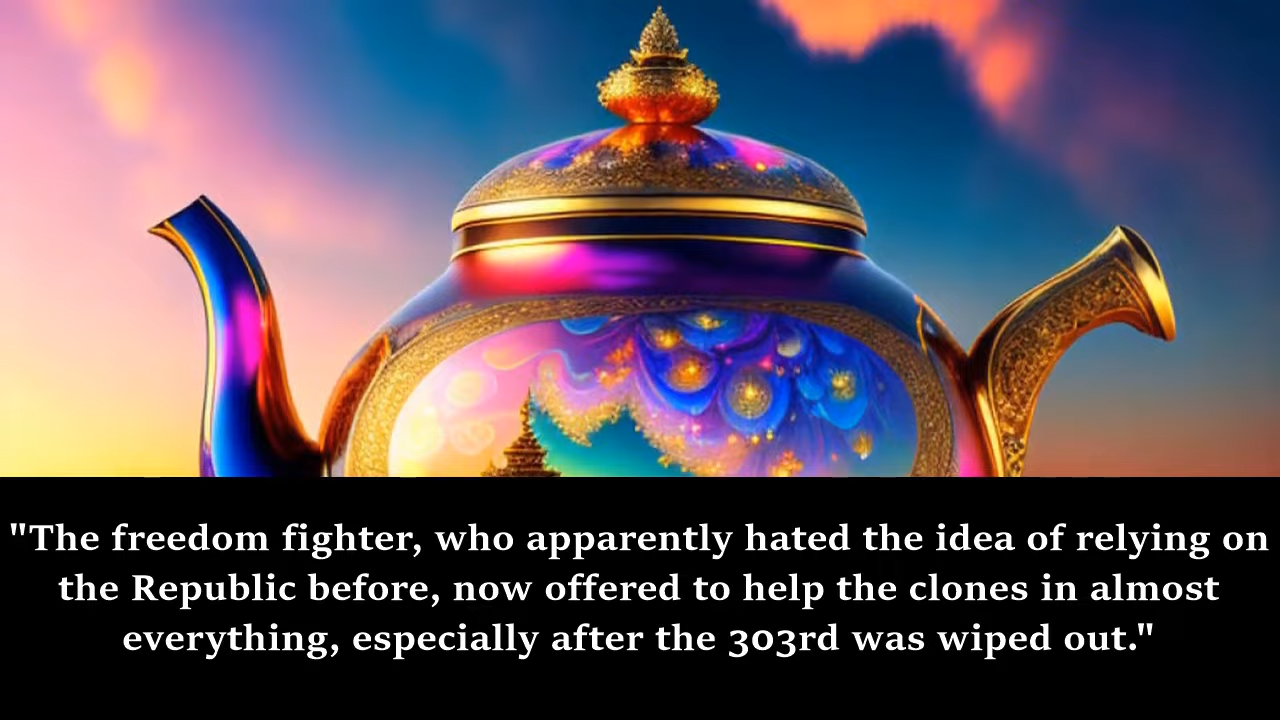 "The freedom fighter, who apparently hated the idea of relying on
the Republic before, now offered to help the clones in almost
everything, especially after the 303rd was wiped out."